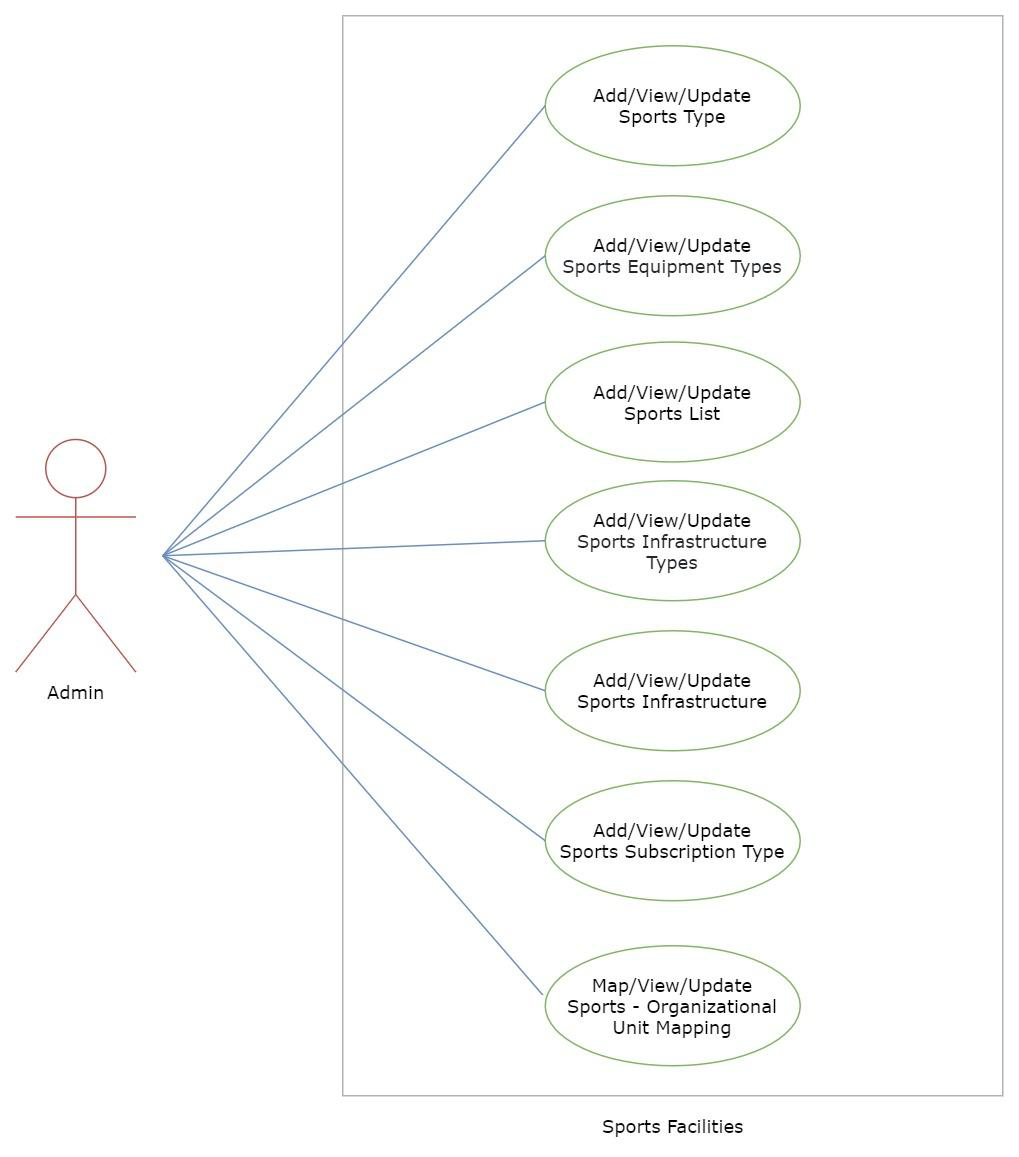 Add/View/Update
Sports Type
Add/View/Update
Sports Equipment Types
Add/View/Update
Sports List
Add/View/Update
Sports Infrastructure
Types
Add/View/Update
Sports Infrastructure
Add/View/Update
Sports Subscription Type
Map/View/Update
Sports - Organizational
Unit Mapping
Admin
Sports Facilities